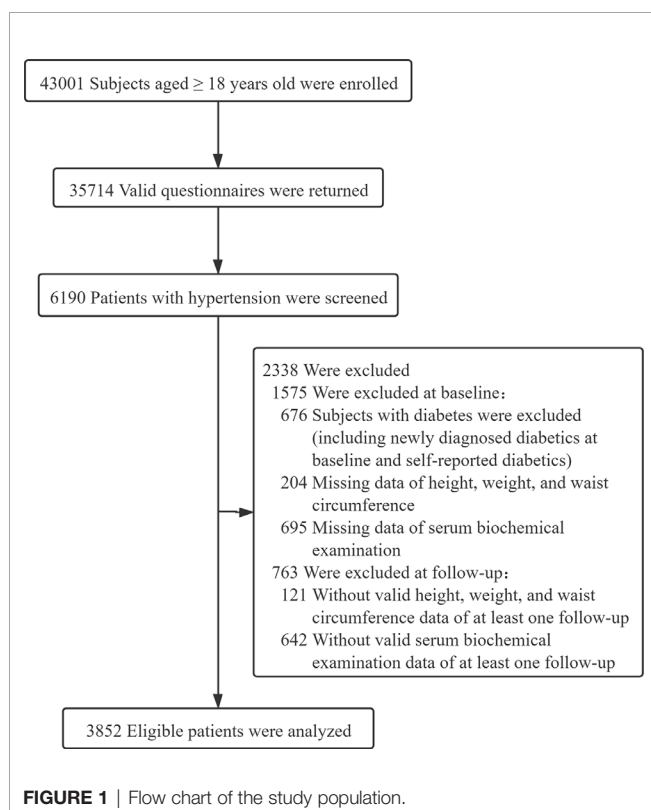 43001 Subjects aged ≥ 18 years old were enrolled
35714 Valid questionnaires were returned
6190 Patients with hypertension were screened
2338 Were excluded
1575 Were excluded at baseline:
676 Subjects with diabetes were excluded
(including newly diagnosed diabetics at
baseline and self-reported diabetics)
204 Missing data of height, weight, and waist
circumference
695 Missing data of serum biochemical
examination
763 Were excluded at follow-up:
121 Without valid height, weight, and waist
circumference data of at least one follow-up
642 Without valid serum biochemical
examination data of at least one follow-up
3852 Eligible patients were analyzed
FIGURE 1 | Flow chart of the study population.